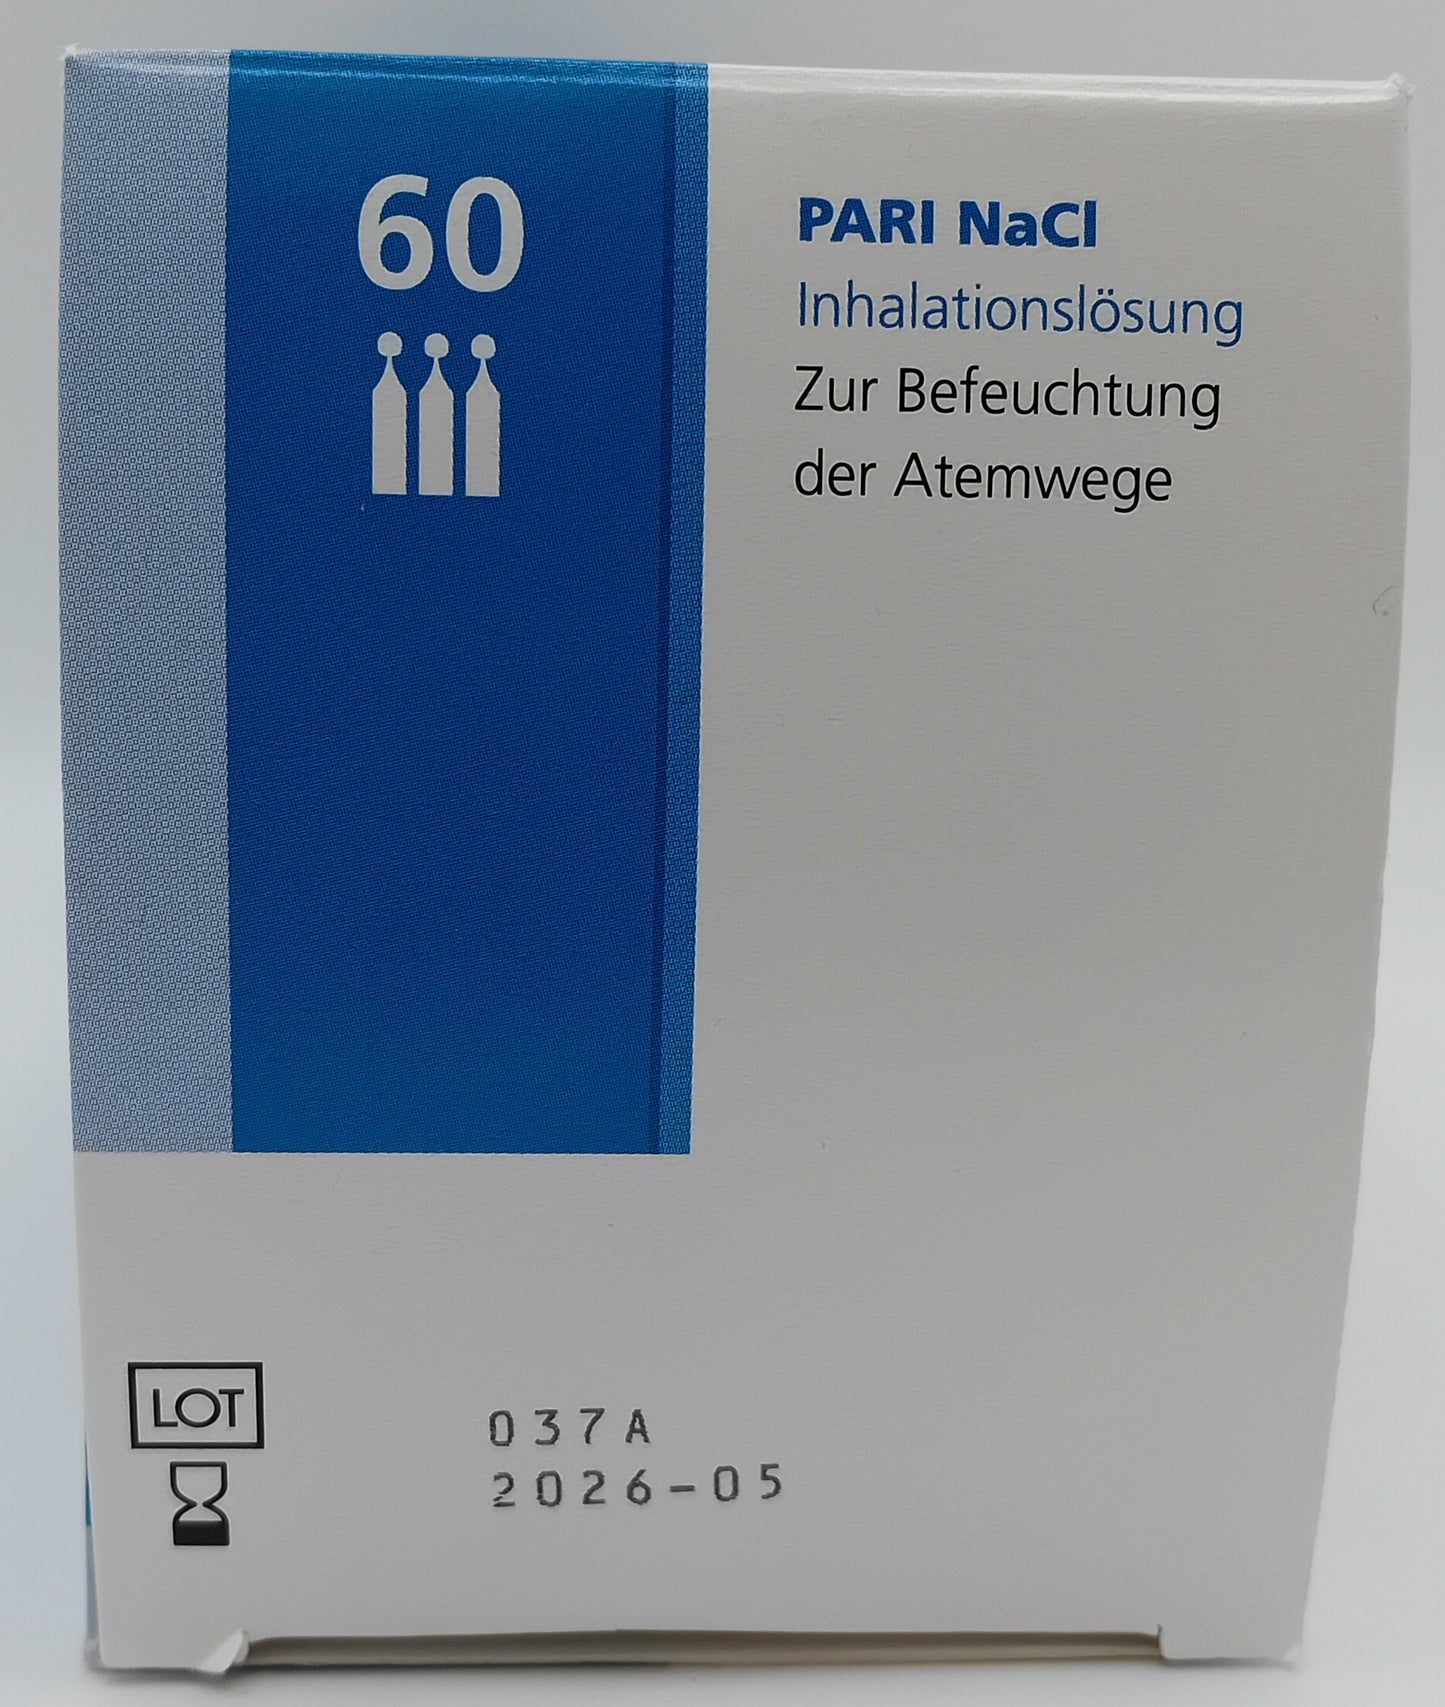 60
PARI NaCl
Inhalationslösung
Zur Befeuchtung
der Atemwege
LOT 037A
2026-05